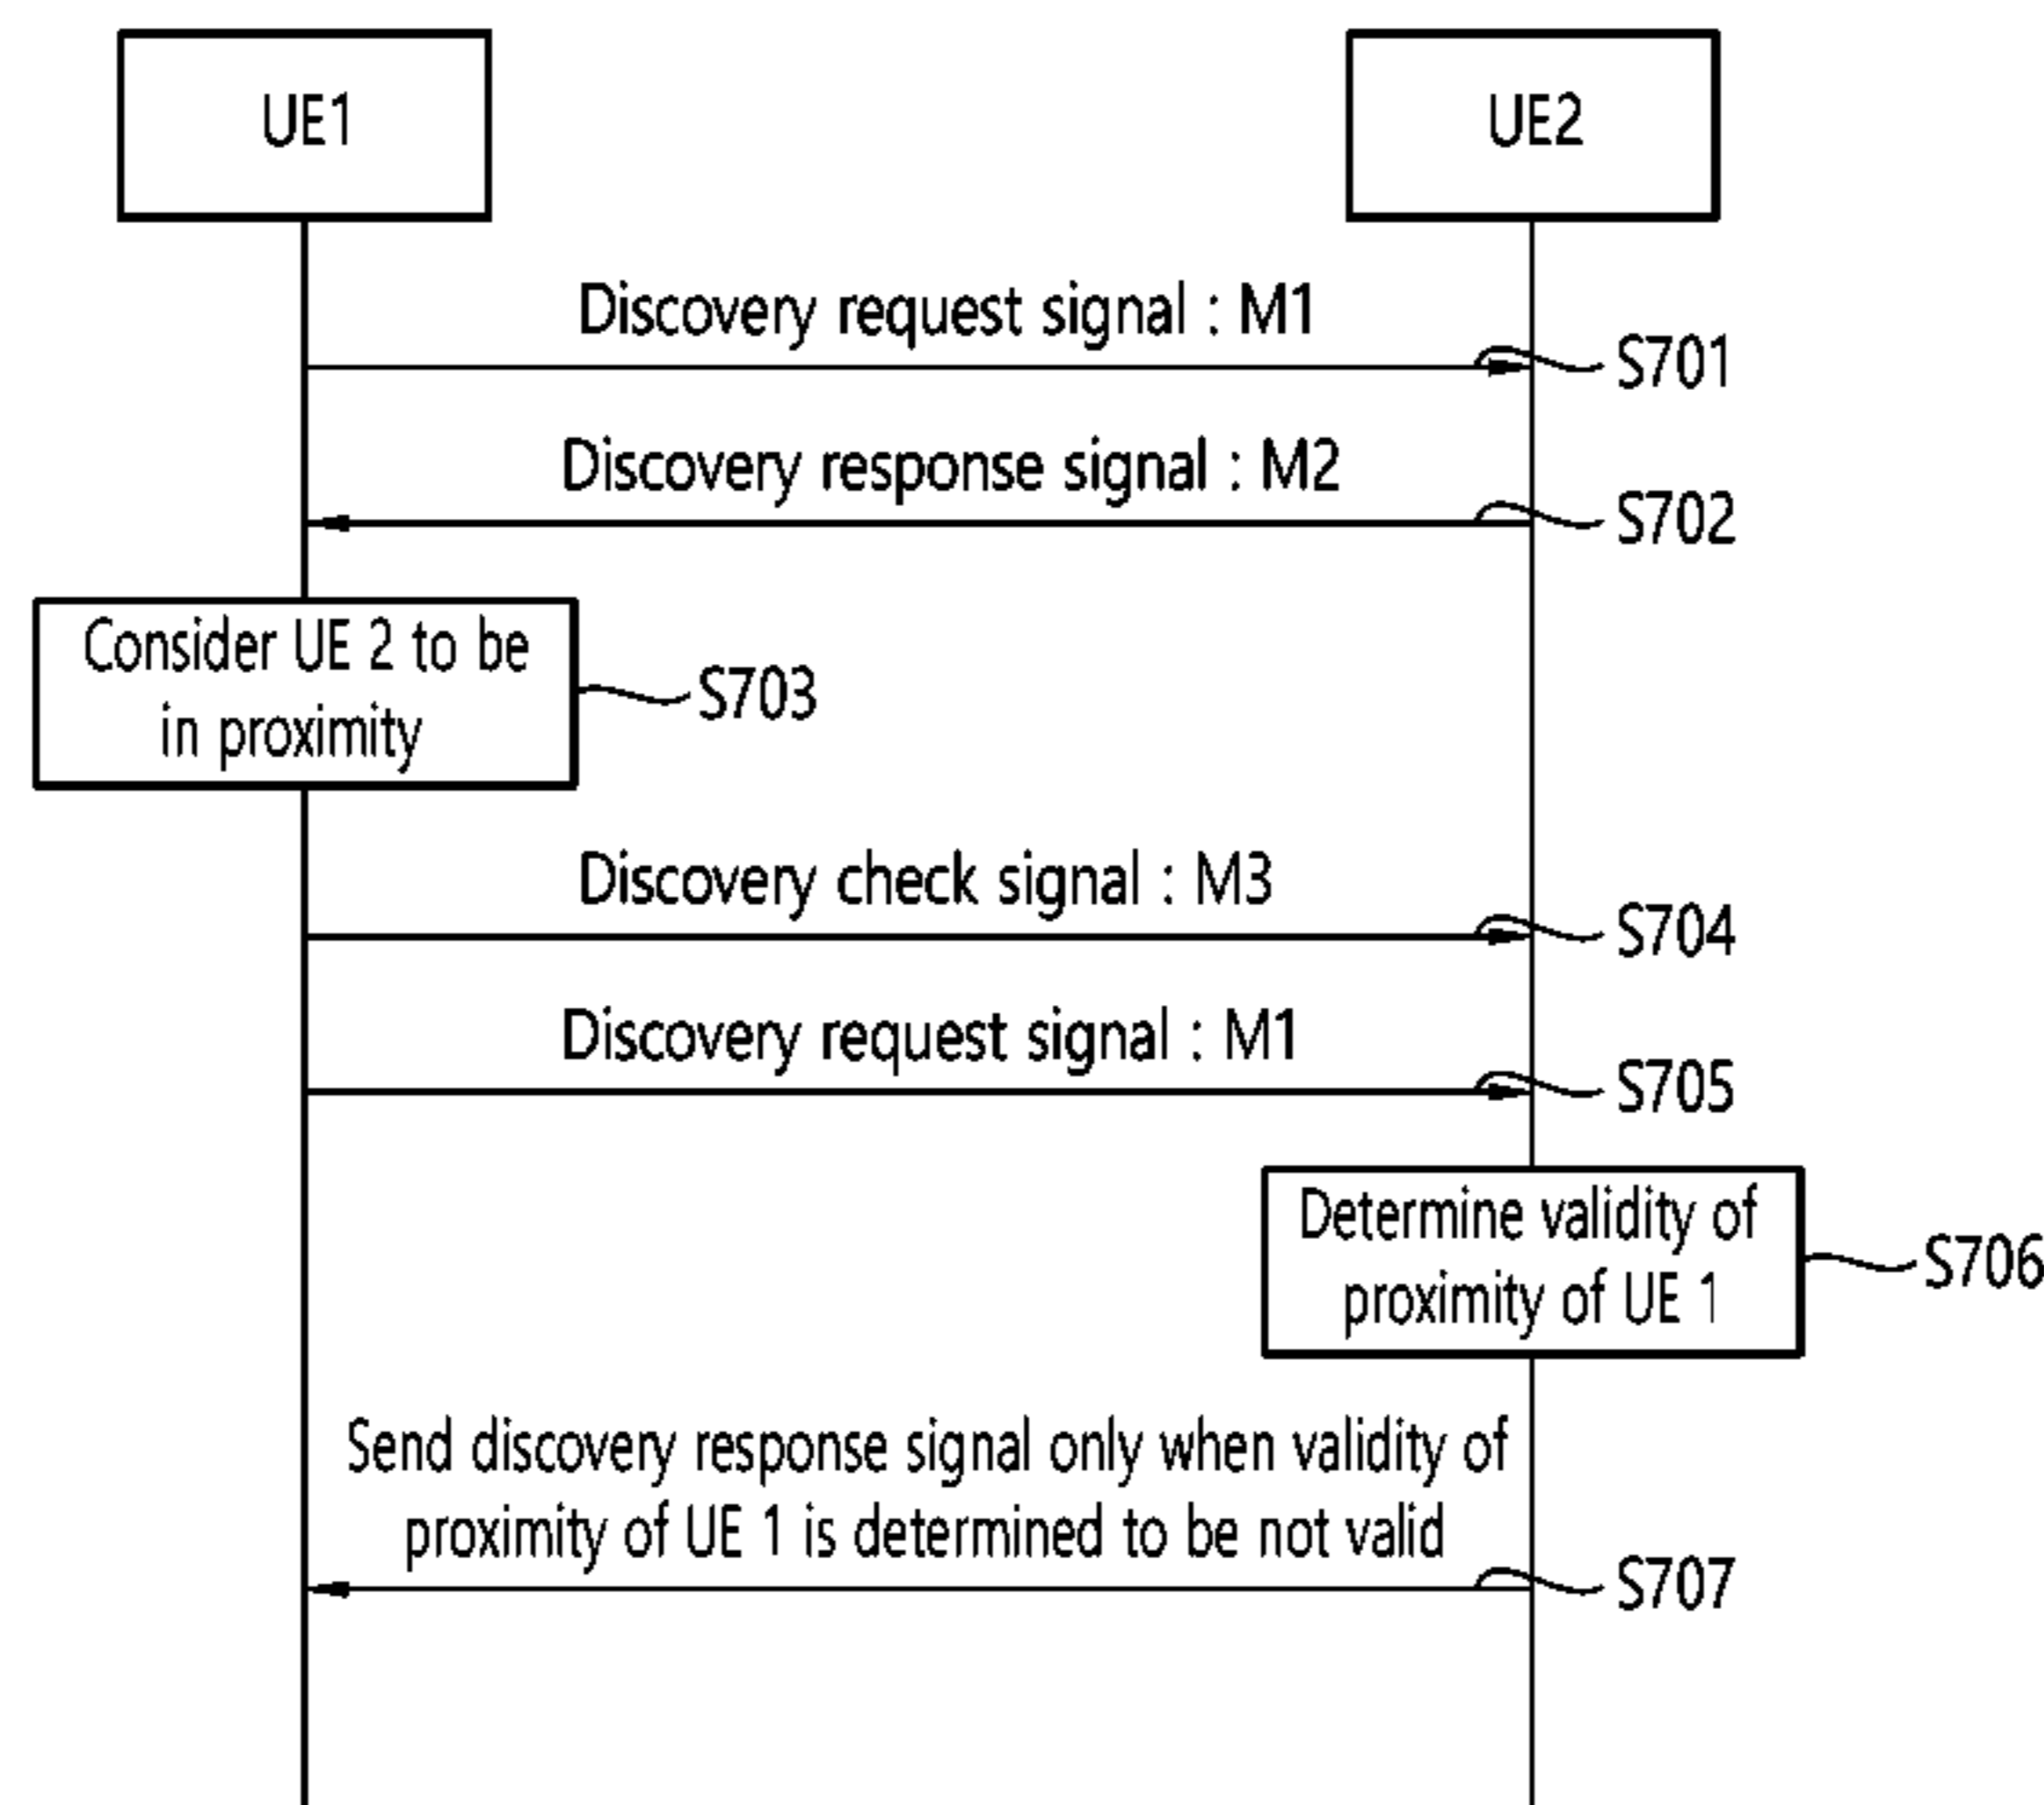 UE1
UE2
Discovery request signal : M1
S701
Discovery response signal : M2
S702
Consider UE 2 to be
in proximity
S703
Discovery check signal : M3
S704
Discovery request signal : M1
S705
Determine validity of
proximity of UE 1
S706
Send discovery response signal only when validity of
proximity of UE 1 is determined to be not valid
S707